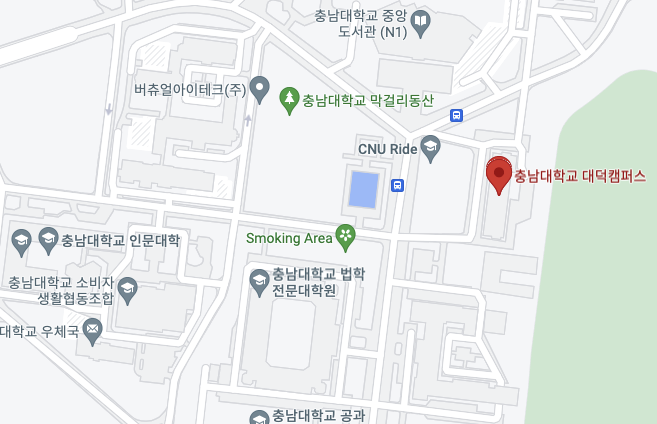 충남대학교 중앙
도서관 (N1)
버츄얼아이테크(주)
충남대학교 막걸리동산
CNU Ride
충남대학교 대덕캠퍼스
Smoking Area
충남대학교 인문대학
충남대학교 법학
전문대학원
충남대학교 소비자
생활협동조합
대학교 우체국
충남대학교 공과